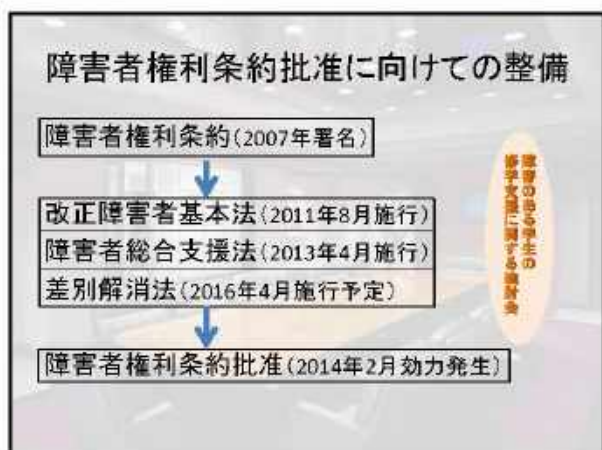 障害者権利条約批准に向けての整備
障害者権利条約(2007年署名)
改正障害者基本法(2011年8月施行)
障害者総合支援法(2013年4月施行)
差別解消法(2016年4月施行予定)
障害者権利条約批准(2014年2月効力発生)
障害のある学生の
修学支援に関する検討会